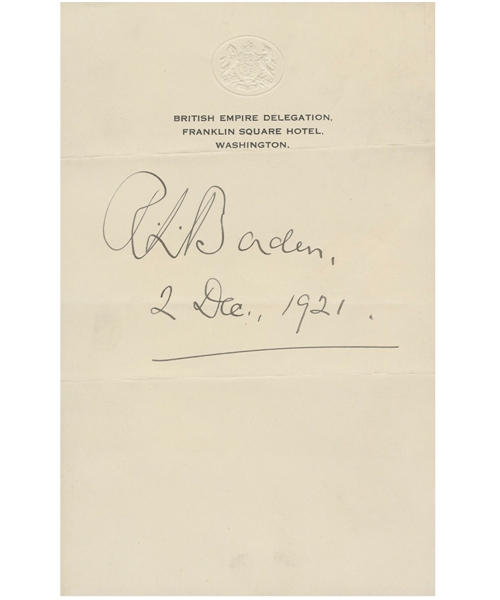 BRITISH EMPIRE DELEGATION,
FRANKLIN SQUARE HOTEL,
WASHINGTON.
R.L. Borden,
2 Dec., 1921.